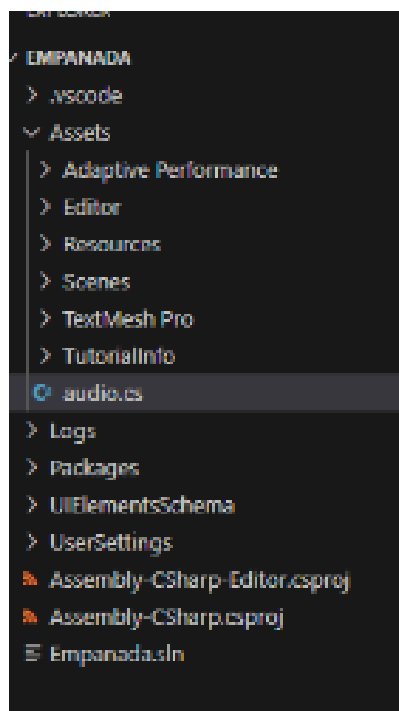 EXPLORER
EMPANADA
.vscode
Assets
Adaptive Performance
Editor
Resources
Scenes
TextMesh Pro
TutorialInfo
audio.cs
Logs
Packages
UIElementsSchema
UserSettings
Assembly-CSharp-Editor.csproj
Assembly-CSharp.csproj
Empanada.sln